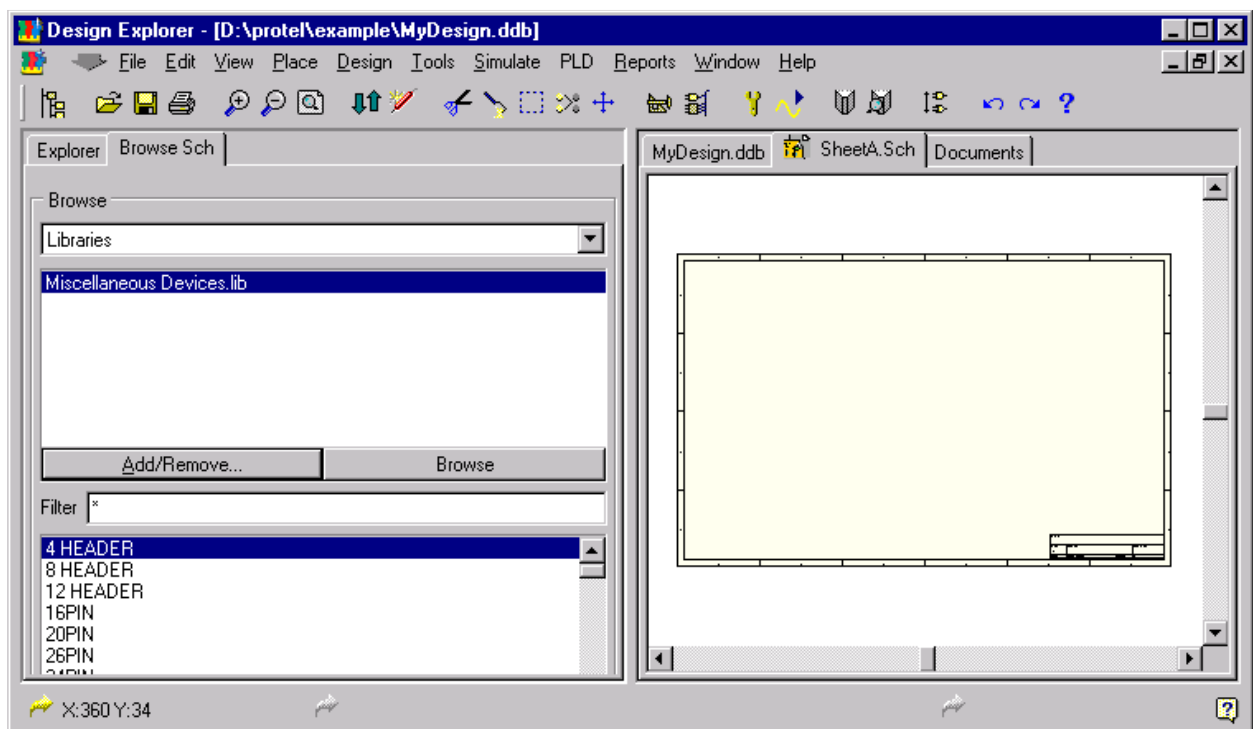 Design Explorer - [D:\protel\example\MyDesign.ddb]
File Edit View Place Design Tools Simulate PLD Reports Window Help
Explorer Browse Sch
MyDesign.ddb SheetA.Sch Documents
Browse
Libraries
Miscellaneous Devices.lib
Add/Remove... Browse
Filter *
4 HEADER
8 HEADER
12 HEADER
16PIN
20PIN
26PIN
X:360 Y:34